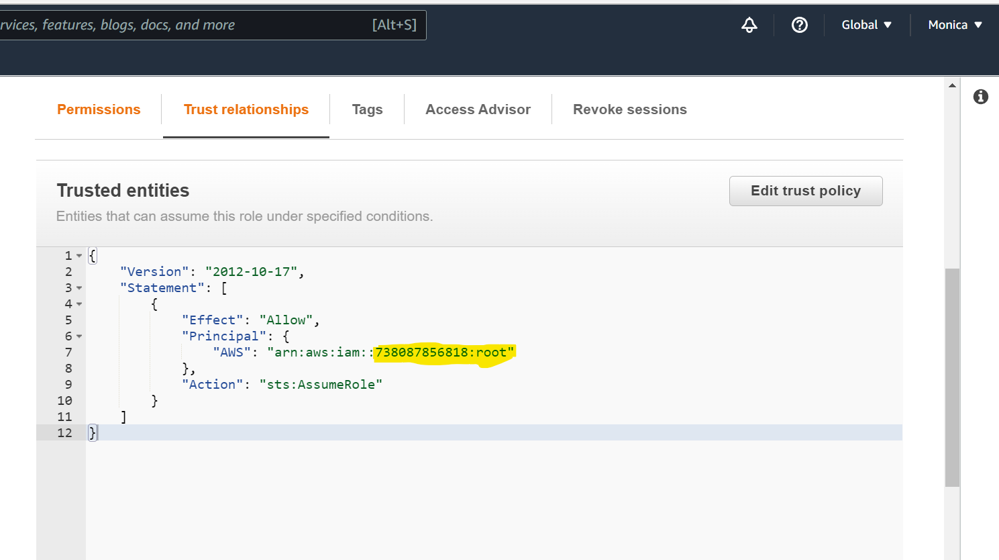 rvices, features, blogs, docs, and more [Alt+S] Global Monica
Permissions Trust relationships Tags Access Advisor Revoke sessions
Trusted entities
Edit trust policy
Entities that can assume this role under specified conditions.
1 {
2 "Version": "2012-10-17",
3 "Statement": [
4 {
5 "Effect": "Allow",
6 "Principal": {
7 "AWS": "arn:aws:iam::738087856818:root"
8 },
9 "Action": "sts:AssumeRole"
10 }
11 ]
12 }